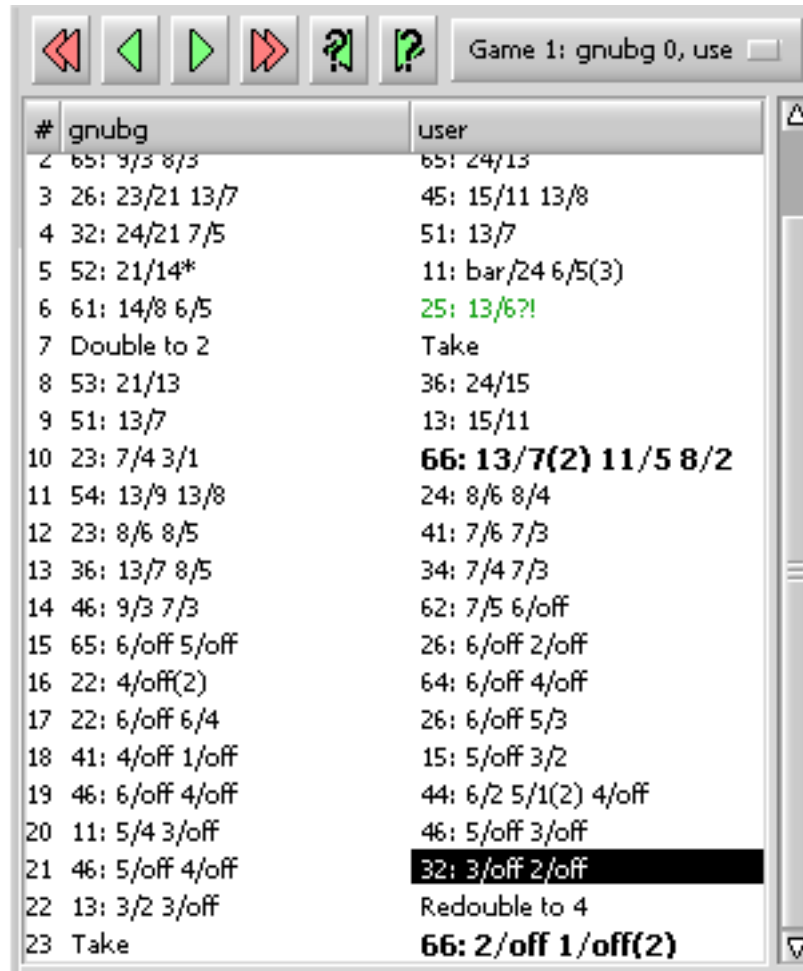 Game 1: gnubg 0, use
# gnubg user
2 65: 9/3 8/3 65: 24/13
3 26: 23/21 13/7 45: 15/11 13/8
4 32: 24/21 7/5 51: 13/7
5 52: 21/14* 11: bar/24 6/5(3)
6 61: 14/8 6/5 25: 13/6?!
7 Double to 2 Take
8 53: 21/13 36: 24/15
9 51: 13/7 13: 15/11
10 23: 7/4 3/1 66: 13/7(2) 11/5 8/2
11 54: 13/9 13/8 24: 8/6 8/4
12 23: 8/6 8/5 41: 7/6 7/3
13 36: 13/7 8/5 34: 7/4 7/3
14 46: 9/3 7/3 62: 7/5 6/off
15 65: 6/off 5/off 26: 6/off 2/off
16 22: 4/off(2) 64: 6/off 4/off
17 22: 6/off 6/4 26: 6/off 5/3
18 41: 4/off 1/off 15: 5/off 3/2
19 46: 6/off 4/off 44: 6/2 5/1(2) 4/off
20 11: 5/4 3/off 46: 5/off 3/off
21 46: 5/off 4/off 32: 3/off 2/off
22 13: 3/2 3/off Redouble to 4
23 Take 66: 2/off 1/off(2)